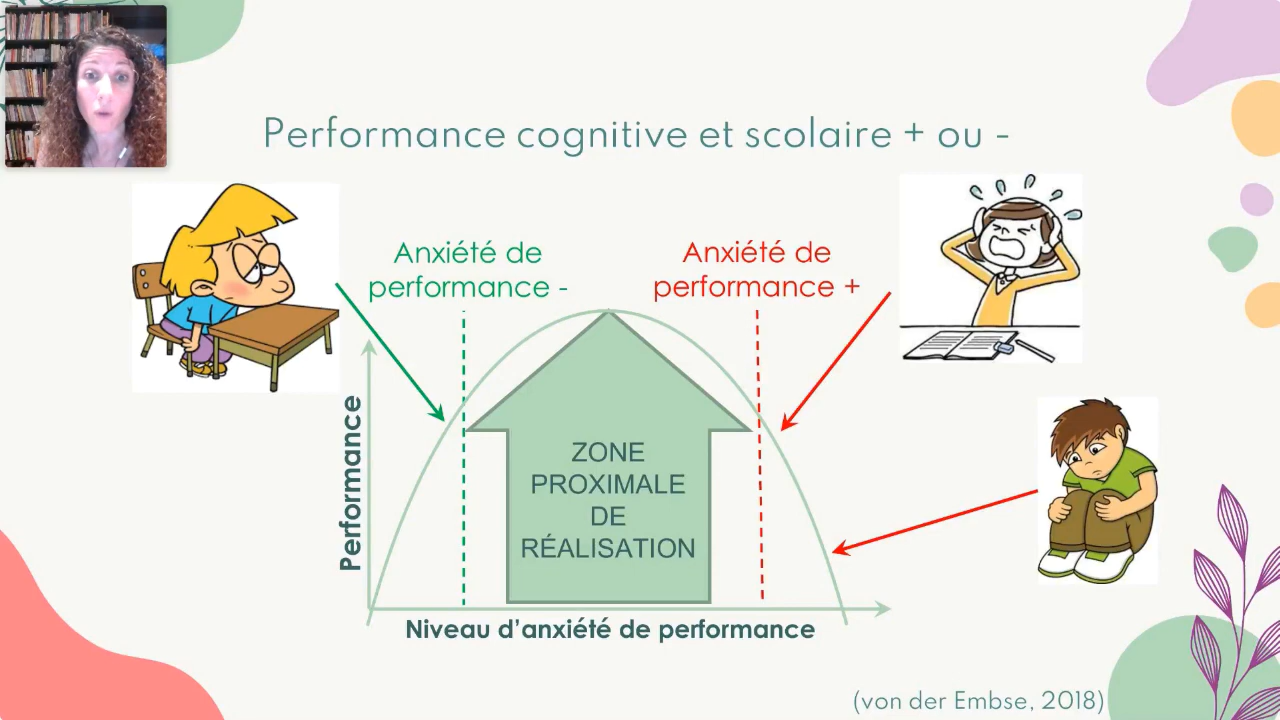 Performance cognitive et scolaire + ou -
Anxiété de
performance -
Anxiété de
performance +
Performance
ZONE
PROXIMALE
DE
RÉALISATION
Niveau d'anxiété de performance
(von der Embse, 2018)